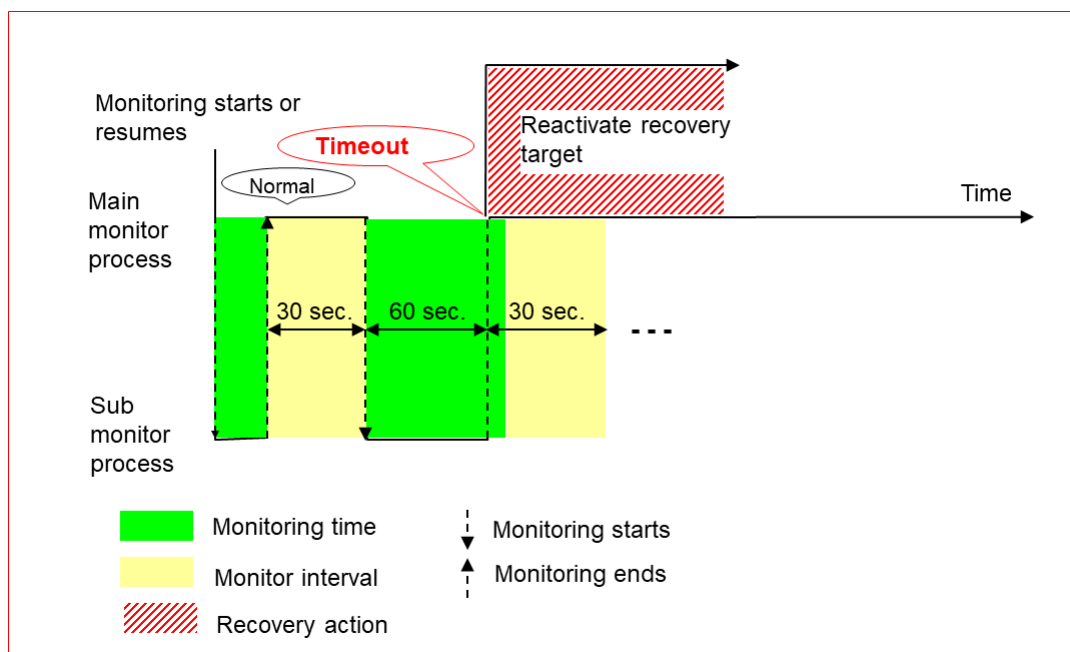 Monitoring starts or
resumes
Timeout
Normal
Reactivate recovery
target
Time
Main
monitor
process
30 sec.
60 sec.
30 sec.
---
Sub
monitor
process
Monitoring time
Monitoring starts
Monitor interval
Monitoring ends
Recovery action